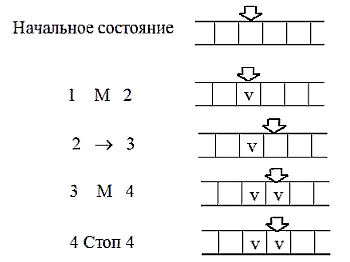 Начальное состояние
1 М 2
v
2 → 3
v
3 М 4
v v
4 Стоп 4
v v